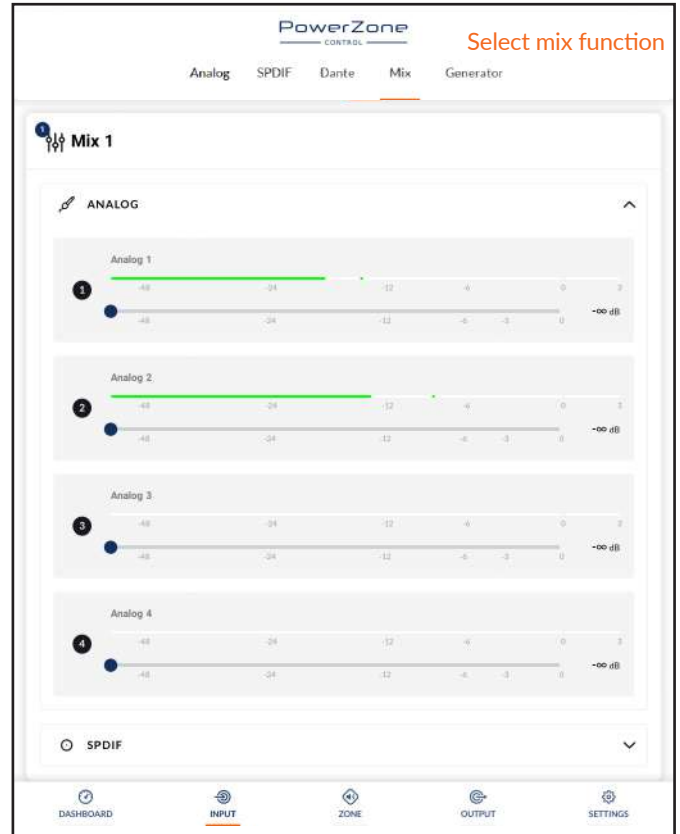 PowerZone
CONTROL
Select mix function
Analog SPDIF Dante Mix Generator
1
Mix 1
ANALOG
Analog 1
1
-48 -24 -12 -6 0 3
-∞ dB
-48 -24 -12 -6 -3 0
Analog 2
2
-48 -24 -12 -6 0 3
-∞ dB
-48 -24 -12 -6 -3 0
Analog 3
3
-48 -24 -12 -6 0 3
-∞ dB
-48 -24 -12 -6 -3 0
Analog 4
4
-48 -24 -12 -6 0 3
-∞ dB
-48 -24 -12 -6 -3 0
SPDIF
DASHBOARD INPUT ZONE OUTPUT SETTINGS